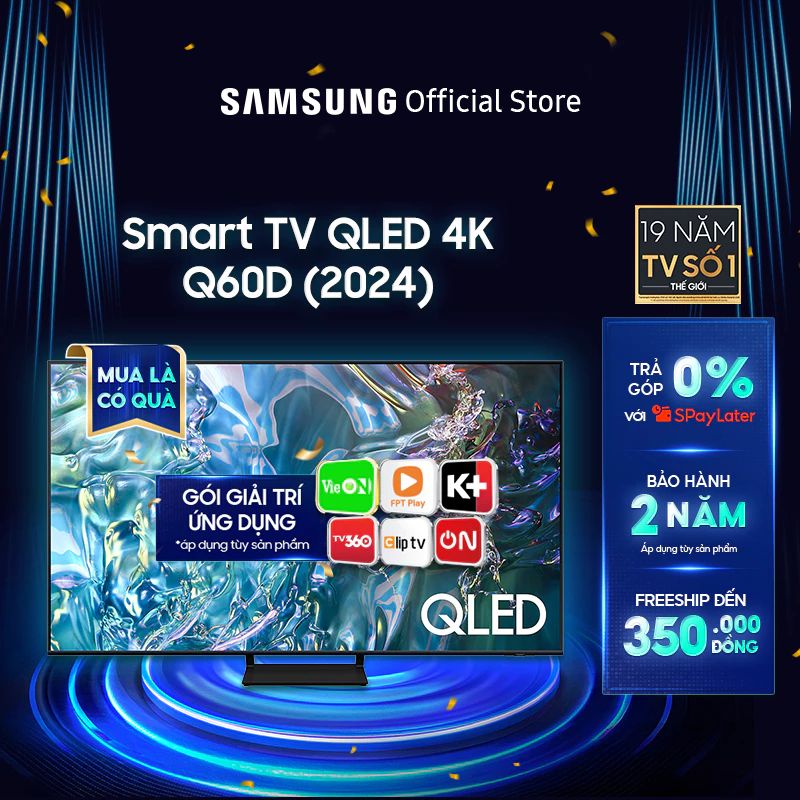 SAMSUNG Official Store
Smart TV QLED 4K
Q60D (2024)
19 NĂM
TV SỐ 1
THẾ GIỚI
MUA LÀ
CÓ QUÀ
GÓI GIẢI TRÍ
ỨNG DỤNG
*áp dụng tùy sản phẩm
VieON
FPT Play
K+
TV360
Cliptv
ON
QLED
TRẢ
GÓP 0%
VỚI SPayLater
BẢO HÀNH
2 NĂM
Áp dụng tùy sản phẩm
FREESHIP ĐẾN
350.000
ĐỒNG